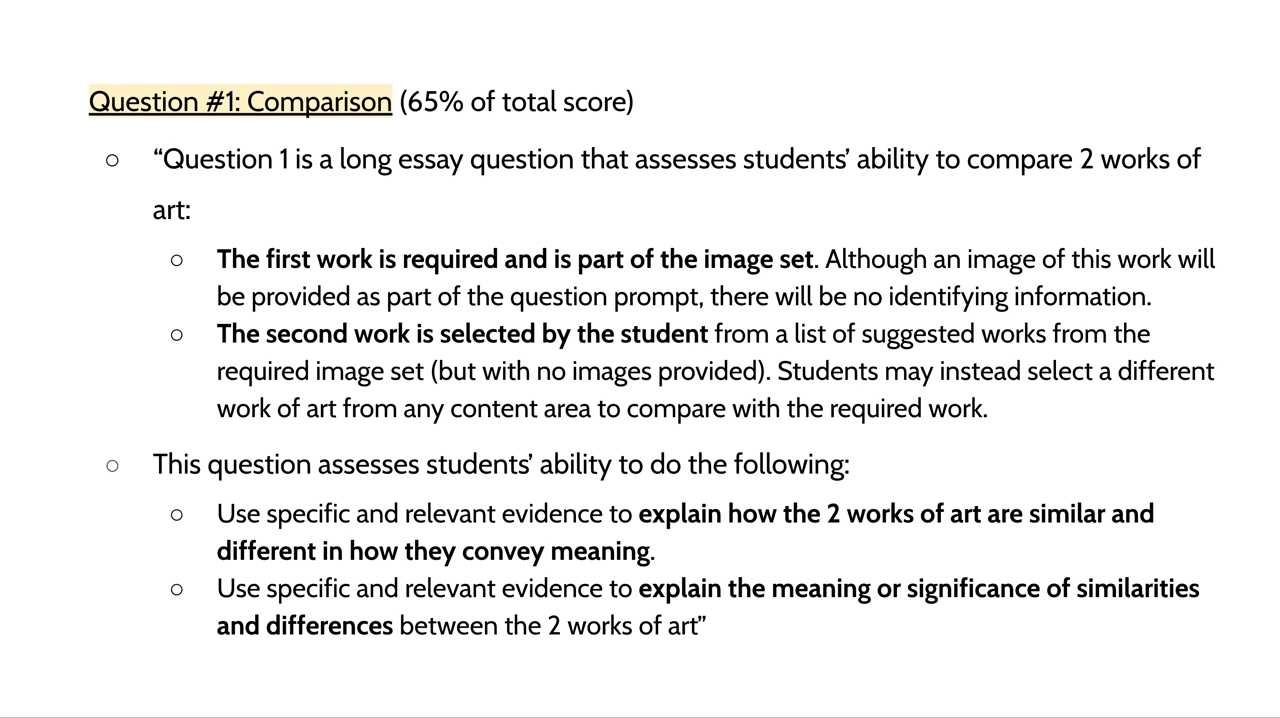 Question #1: Comparison (65% of total score)
○ “Question 1 is a long essay question that assesses students’ ability to compare 2 works of
art:
○ The first work is required and is part of the image set. Although an image of this work will
be provided as part of the question prompt, there will be no identifying information.
○ The second work is selected by the student from a list of suggested works from the
required image set (but with no images provided). Students may instead select a different
work of art from any content area to compare with the required work.
○ This question assesses students’ ability to do the following:
○ Use specific and relevant evidence to explain how the 2 works of art are similar and
different in how they convey meaning.
○ Use specific and relevant evidence to explain the meaning or significance of similarities
and differences between the 2 works of art”